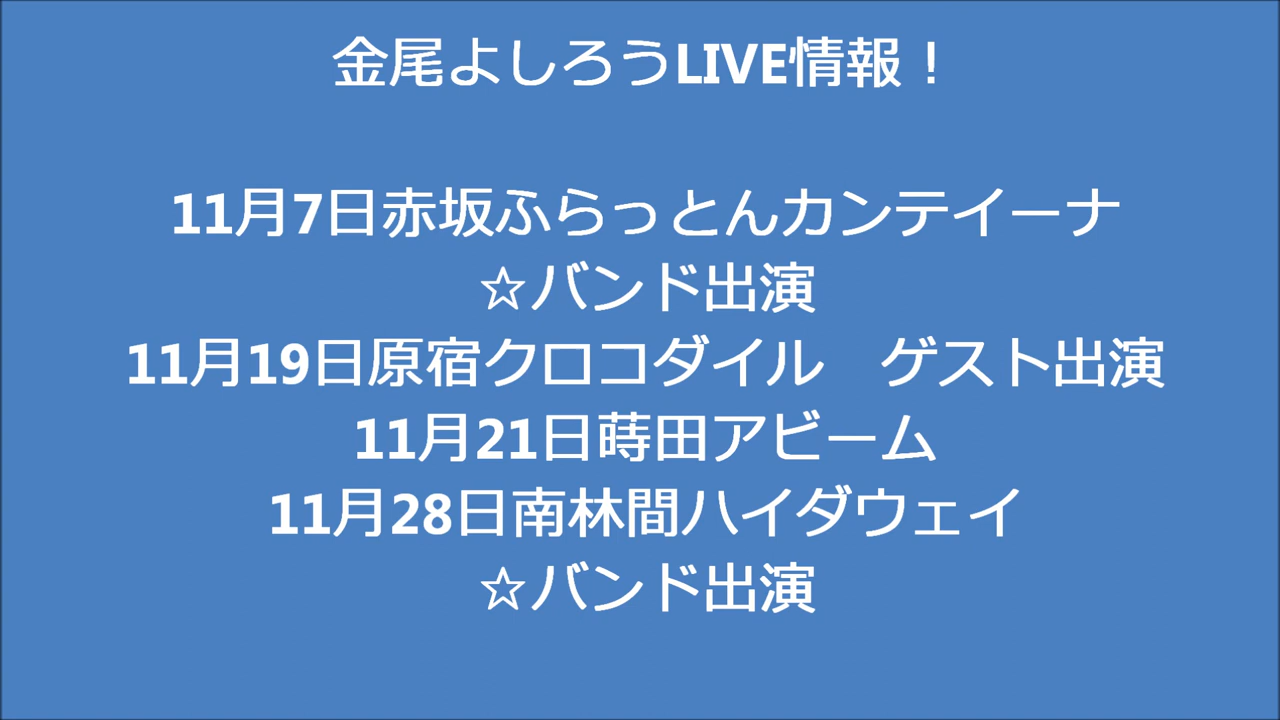 金尾よしろうLIVE情報！
11月7日赤坂ふらっとんカンテイーナ
☆バンド出演
11月19日原宿クロコダイル　ゲスト出演
11月21日蒔田アビーム
11月28日南林間ハイダウェイ
☆バンド出演